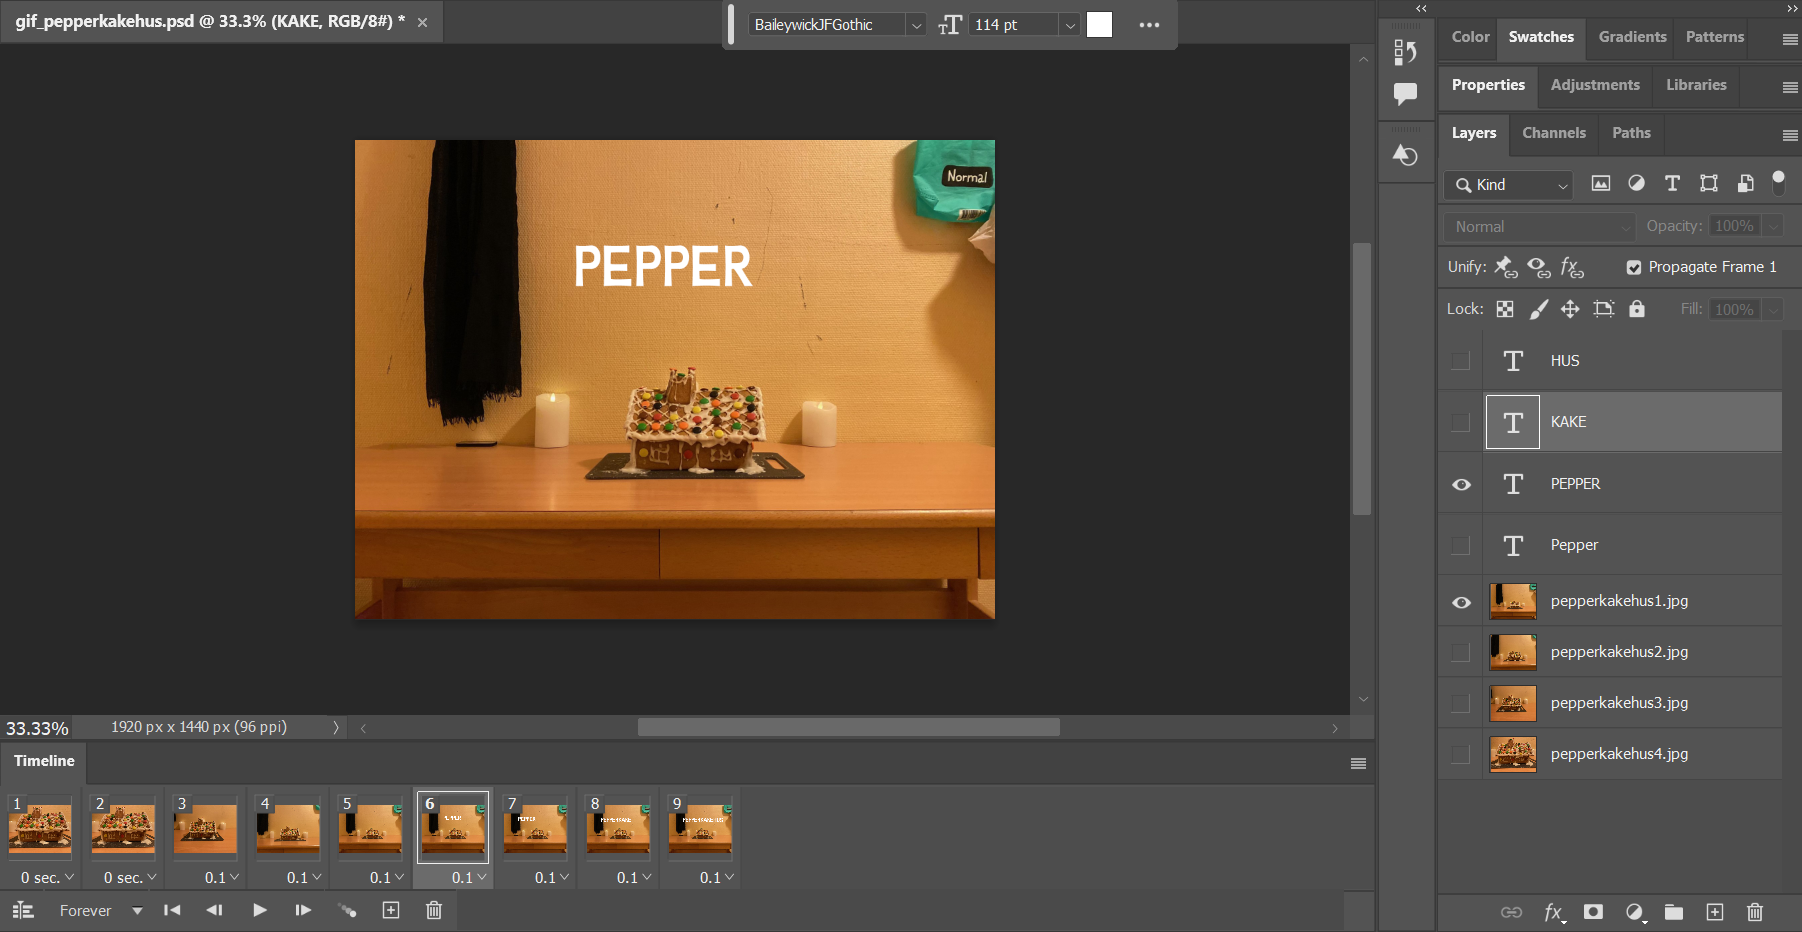 gif_pepperkakehus.psd @ 33.3% (KAKE, RGB/8#) *
BaileywickJFGothic
114 pt
Color
Swatches
Gradients
Patterns
Properties
Adjustments
Libraries
Layers
Channels
Paths
Kind
Normal
Opacity:
100%
Unify:
Propagate Frame 1
Lock:
Fill:
100%
HUS
KAKE
PEPPER
Pepper
pepperkakehus1.jpg
pepperkakehus2.jpg
pepperkakehus3.jpg
pepperkakehus4.jpg
Normal
PEPPER
33.33%
1920 px x 1440 px (96 ppi)
Timeline
1
2
3
4
5
6
7
8
9
PEPPER
PEPPER
PEPPERKAKE
PEPPERKAKEHUS
0 sec.
0 sec.
0.1
0.1
0.1
0.1
0.1
0.1
0.1
Forever